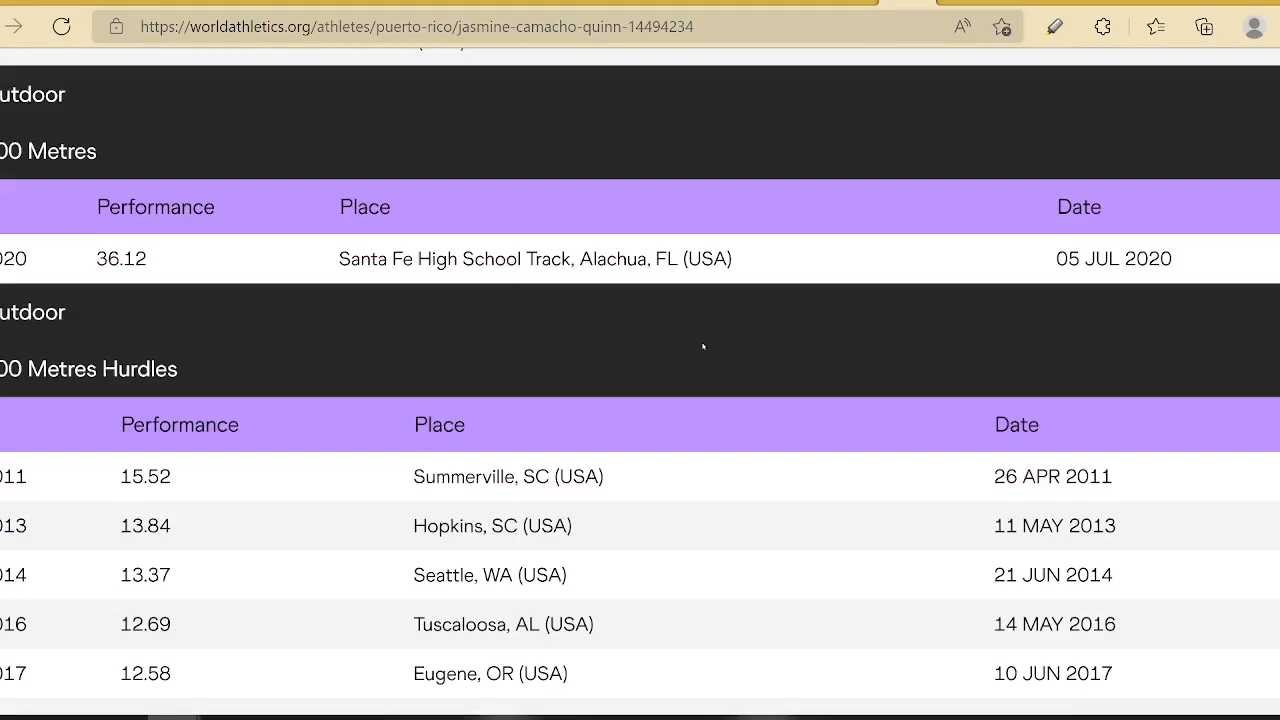 https://worldathletics.org/athletes/puerto-rico/jasmine-camacho-quinn-14494234
utdoor
00 Metres
Performance Place Date
020 36.12 Santa Fe High School Track, Alachua, FL (USA) 05 JUL 2020
utdoor
00 Metres Hurdles
Performance Place Date
011 15.52 Summerville, SC (USA) 26 APR 2011
013 13.84 Hopkins, SC (USA) 11 MAY 2013
014 13.37 Seattle, WA (USA) 21 JUN 2014
016 12.69 Tuscaloosa, AL (USA) 14 MAY 2016
017 12.58 Eugene, OR (USA) 10 JUN 2017